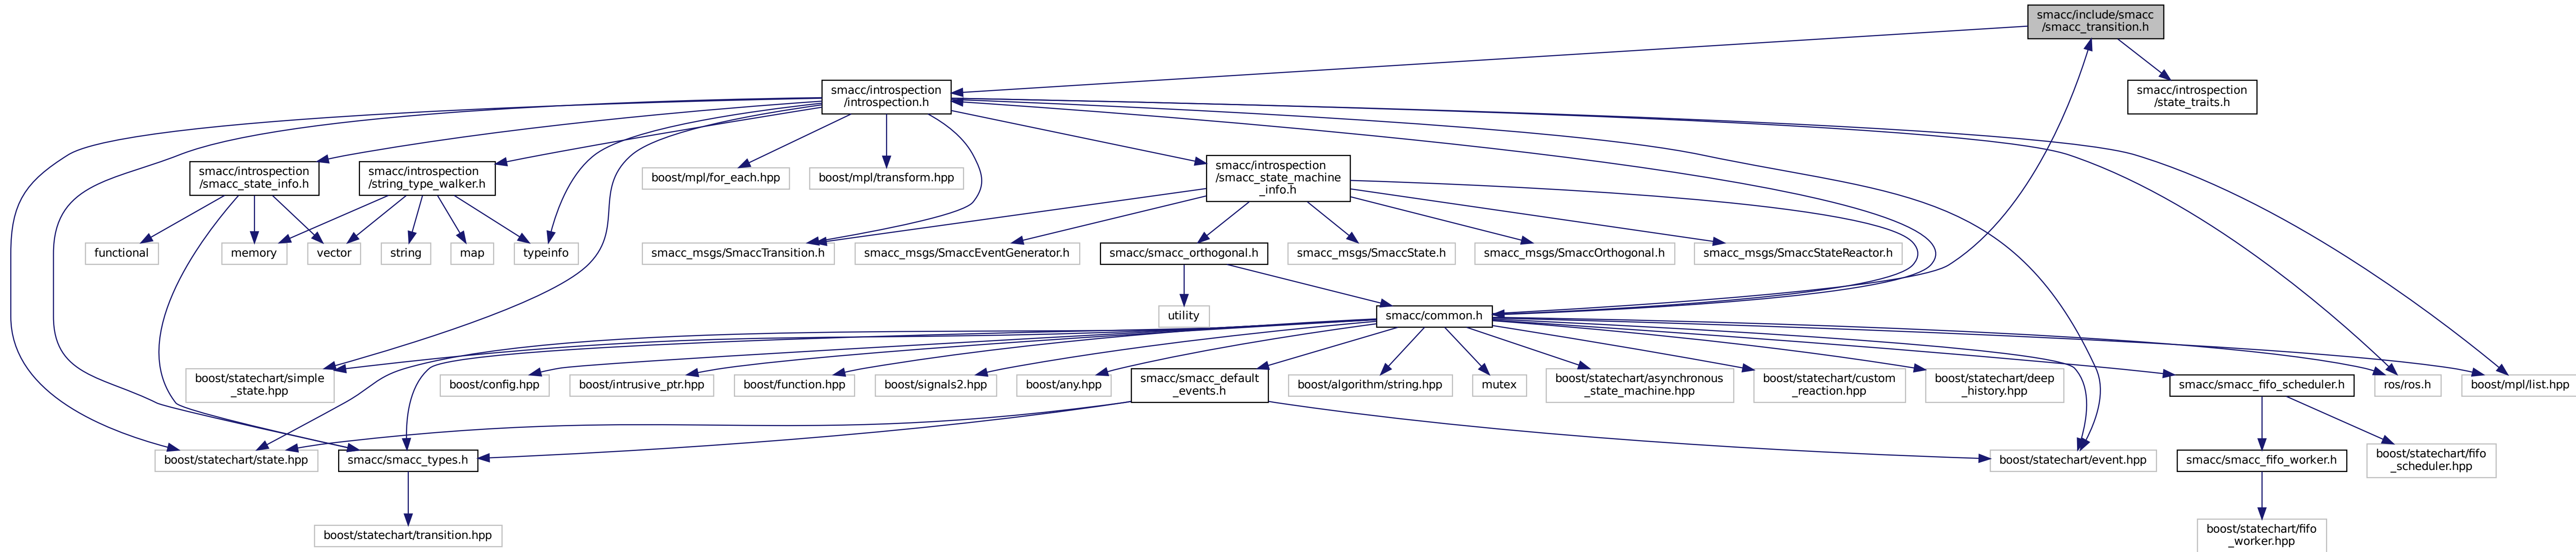 smacc/include/smacc
/smacc_transition.h
smacc/introspection
/introspection.h
smacc/introspection
/state_traits.h
smacc/introspection
/smacc_state_info.h
smacc/introspection
/string_type_walker.h
boost/mpl/for_each.hpp
boost/mpl/transform.hpp
smacc/introspection
/smacc_state_machine
_info.h
functional
memory
vector
string
map
typeinfo
smacc_msgs/SmaccTransition.h
smacc_msgs/SmaccEventGenerator.h
smacc/smacc_orthogonal.h
smacc_msgs/SmaccState.h
smacc_msgs/SmaccOrthogonal.h
smacc_msgs/SmaccStateReactor.h
utility
smacc/common.h
boost/statechart/simple
_state.hpp
boost/config.hpp
boost/intrusive_ptr.hpp
boost/function.hpp
boost/signals2.hpp
boost/any.hpp
smacc/smacc_default
_events.h
boost/algorithm/string.hpp
mutex
boost/statechart/asynchronous
_state_machine.hpp
boost/statechart/custom
_reaction.hpp
boost/statechart/deep
_history.hpp
smacc/smacc_fifo_scheduler.h
ros/ros.h
boost/mpl/list.hpp
boost/statechart/state.hpp
smacc/smacc_types.h
boost/statechart/event.hpp
smacc/smacc_fifo_worker.h
boost/statechart/fifo
_scheduler.hpp
boost/statechart/transition.hpp
boost/statechart/fifo
_worker.hpp